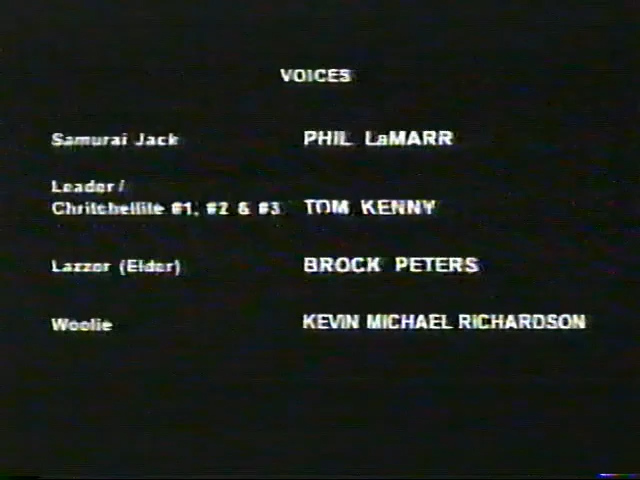 VOICES
Samurai Jack PHIL LaMARR
Leader /
Chritchellite #1, #2 & #3 TOM KENNY
Lazzor (Elder) BROCK PETERS
Woolie KEVIN MICHAEL RICHARDSON